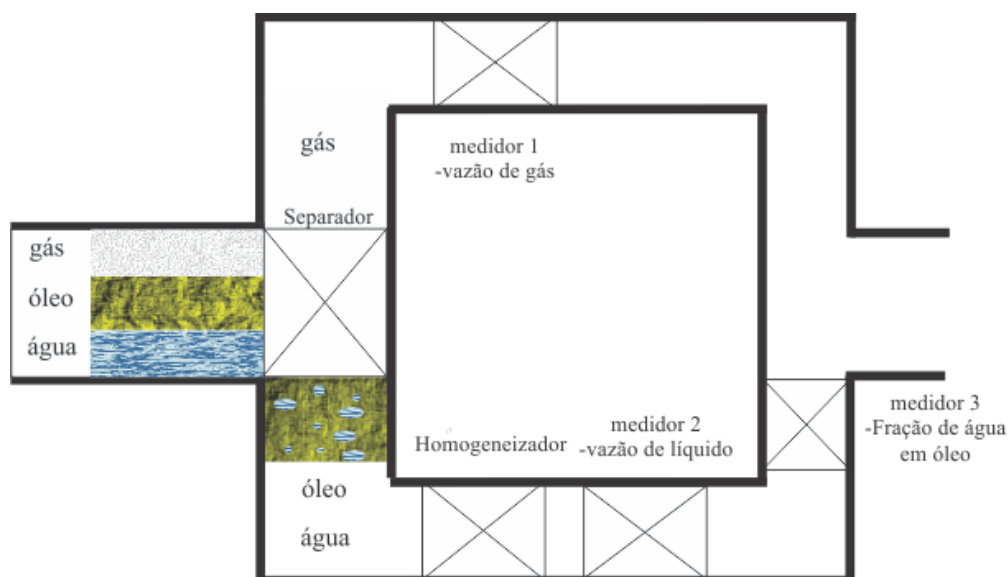 gás
medidor 1
-vazão de gás
Separador
gás
óleo
água
Homogeneizador
medidor 2
-vazão de líquido
medidor 3
-Fração de água
em óleo
óleo
água